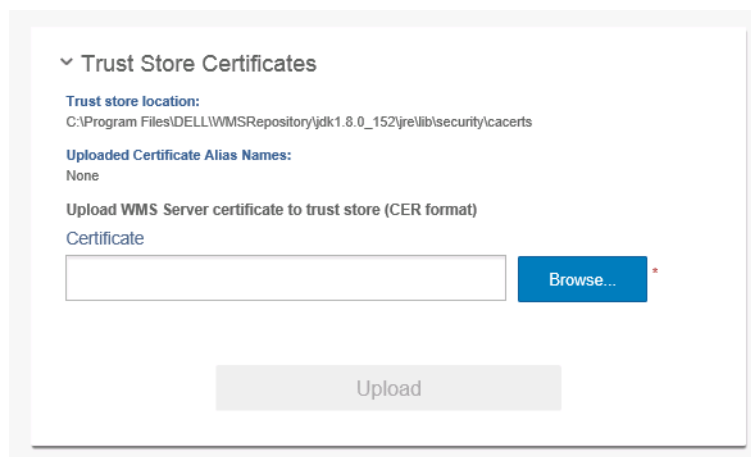 Trust Store Certificates
Trust store location:
C:\Program Files\DELL\WMSRepository\jdk1.8.0_152\jre\lib\security\cacerts
Uploaded Certificate Alias Names:
None
Upload WMS Server certificate to trust store (CER format)
Certificate
Browse... *
Upload